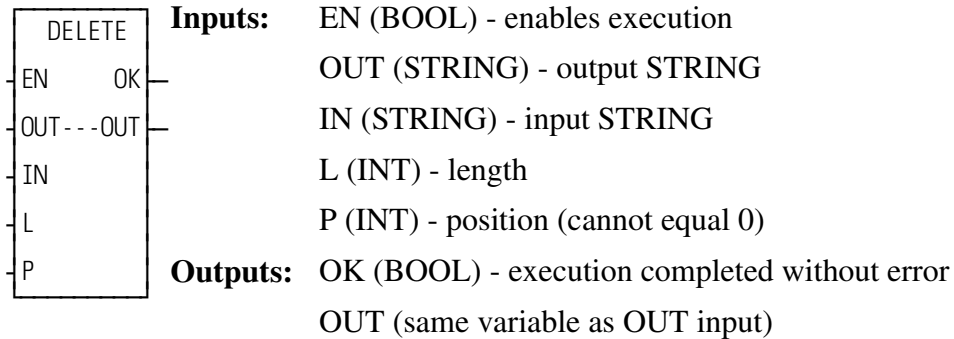 DELETE
EN OK
OUT---OUT
IN
L
P
Inputs: EN (BOOL) - enables execution
OUT (STRING) - output STRING
IN (STRING) - input STRING
L (INT) - length
P (INT) - position (cannot equal 0)
Outputs: OK (BOOL) - execution completed without error
OUT (same variable as OUT input)